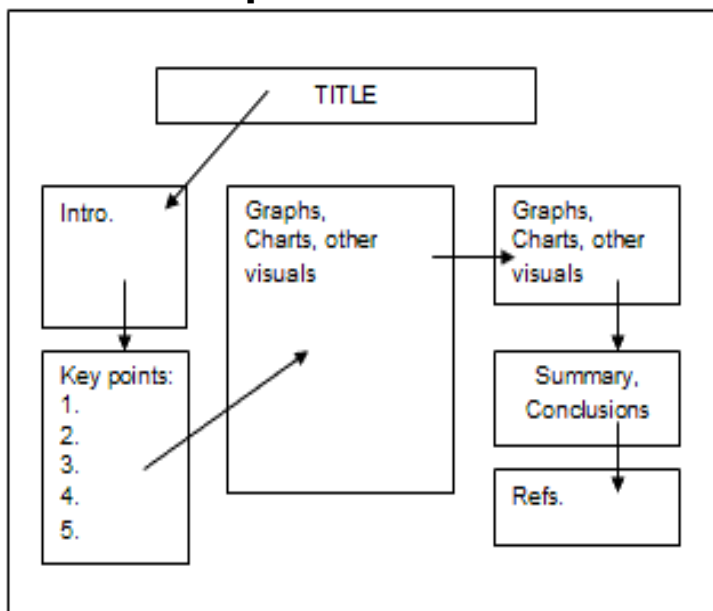 TITLE
Intro.
Key points:
1.
2.
3.
4.
5.
Graphs,
Charts, other
visuals
Graphs,
Charts, other
visuals
Summary,
Conclusions
Refs.